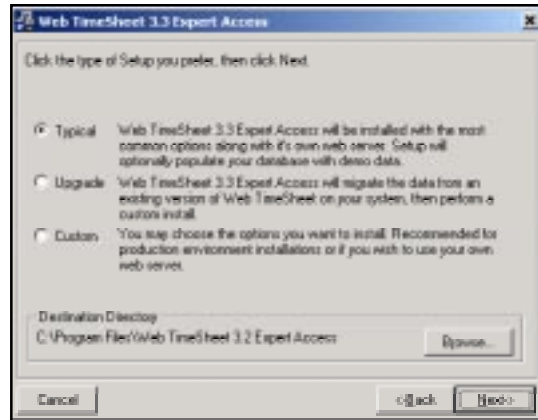 Web TimeSheet 3.3 Expert Access
Click the type of Setup you prefer, then click Next.
Typical Web TimeSheet 3.3 Expert Access will be installed with the most
common options along with it's own web server. Setup will
optionally populate your database with demo data.
Upgrade Web TimeSheet 3.3 Expert Access will migrate the data from an
existing version of Web TimeSheet on your system, then perform a
custom install.
Custom You may choose the options you want to install. Recommended for
production environment installations or if you wish to use your own
web server.
Destination Directory
C:\Program Files\Web TimeSheet 3.2 Expert Access
Browse...
Cancel
<Back
Next>